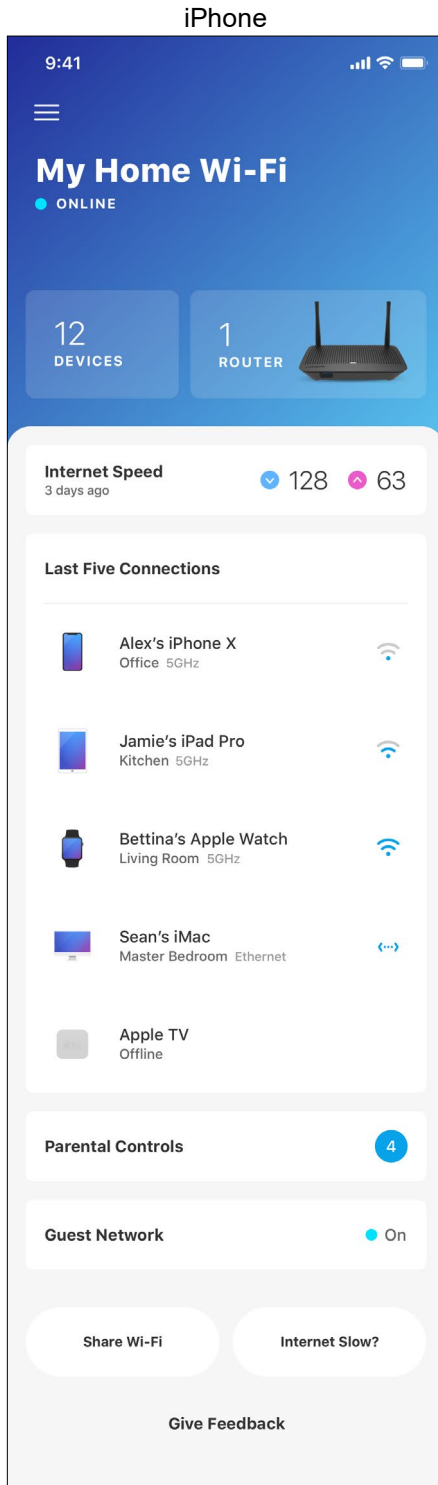 iPhone
9:41
My Home Wi-Fi
ONLINE
12
DEVICES
1
ROUTER
Internet Speed
3 days ago
128
63
Last Five Connections
Alex’s iPhone X
Office 5GHz
Jamie’s iPad Pro
Kitchen 5GHz
Bettina’s Apple Watch
Living Room 5GHz
Sean’s iMac
Master Bedroom Ethernet
Apple TV
Offline
Parental Controls
4
Guest Network
On
Share Wi-Fi
Internet Slow?
Give Feedback